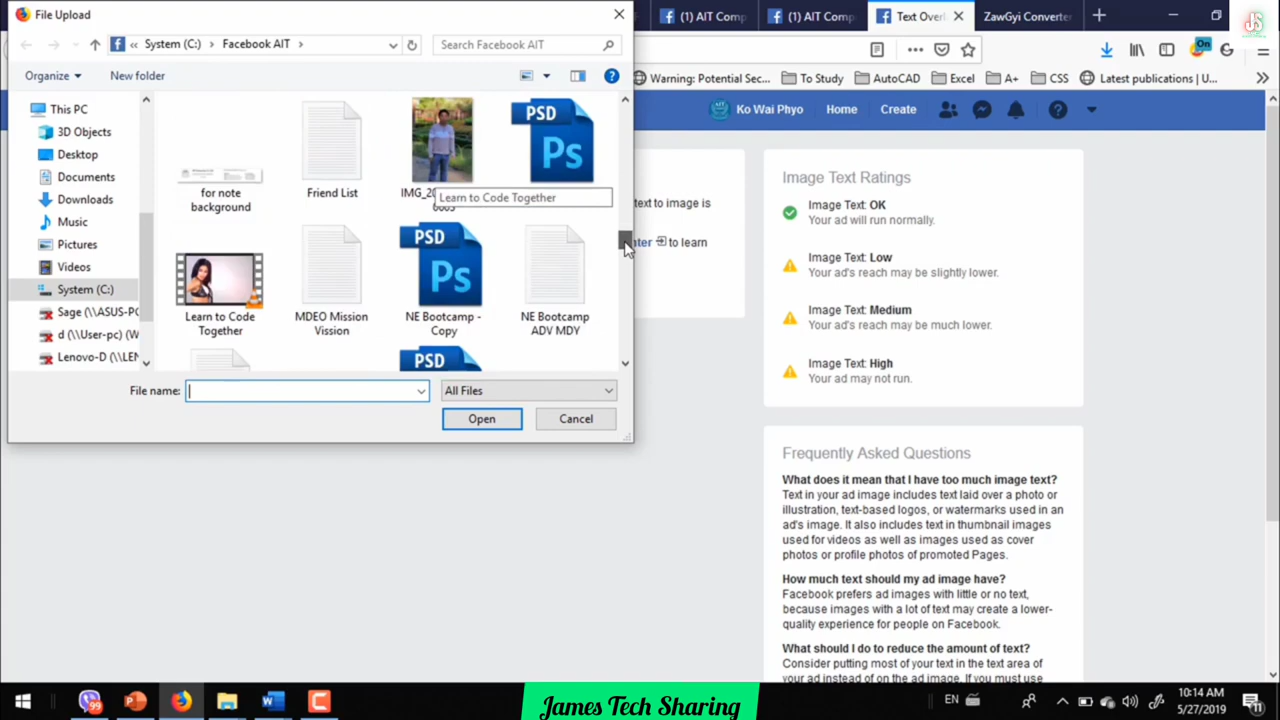 File Upload
(1) AIT Comp
(1) AIT Comp
Text Overl
ZawGyi Converter
System (C:)
Facebook AIT
Search Facebook AIT
On
Organize
New folder
Warning: Potential Sec...
To Study
AutoCAD
Excel
A+
CSS
Latest publications | U...
This PC
3D Objects
Desktop
Documents
Downloads
Music
Pictures
Videos
System (C:)
Sage (\\ASUS-PC
d (\\User-pc) (W
Lenovo-D (\\LEN
for note
background
Friend List
PSD
Ps
Learn to Code Together
Learn to Code
Together
MDEO Mission
Vission
PSD
Ps
NE Bootcamp -
Copy
NE Bootcamp
ADV MDY
PSD
File name:
All Files
Open
Cancel
Ko Wai Phyo
Home
Create
text to image is
to learn
Image Text Ratings
Image Text: OK
Your ad will run normally.
Image Text: Low
Your ad's reach may be slightly lower.
Image Text: Medium
Your ad's reach may be much lower.
Image Text: High
Your ad may not run.
Frequently Asked Questions
What does it mean that I have too much image text?
Text in your ad image includes text laid over a photo or
illustration, text-based logos, or watermarks used in an
ad's image. It also includes text in thumbnail images
used for videos as well as images used as cover
photos or profile photos of promoted Pages.
How much text should my ad image have?
Facebook prefers ad images with little or no text,
because images with a lot of text may create a lower-
quality experience for people on Facebook.
What should I do to reduce the amount of text?
Consider putting most of your text in the text area of
your ad instead of on the ad image. If you must use
99
James Tech Sharing
EN
10:14 AM
5/27/2019
11